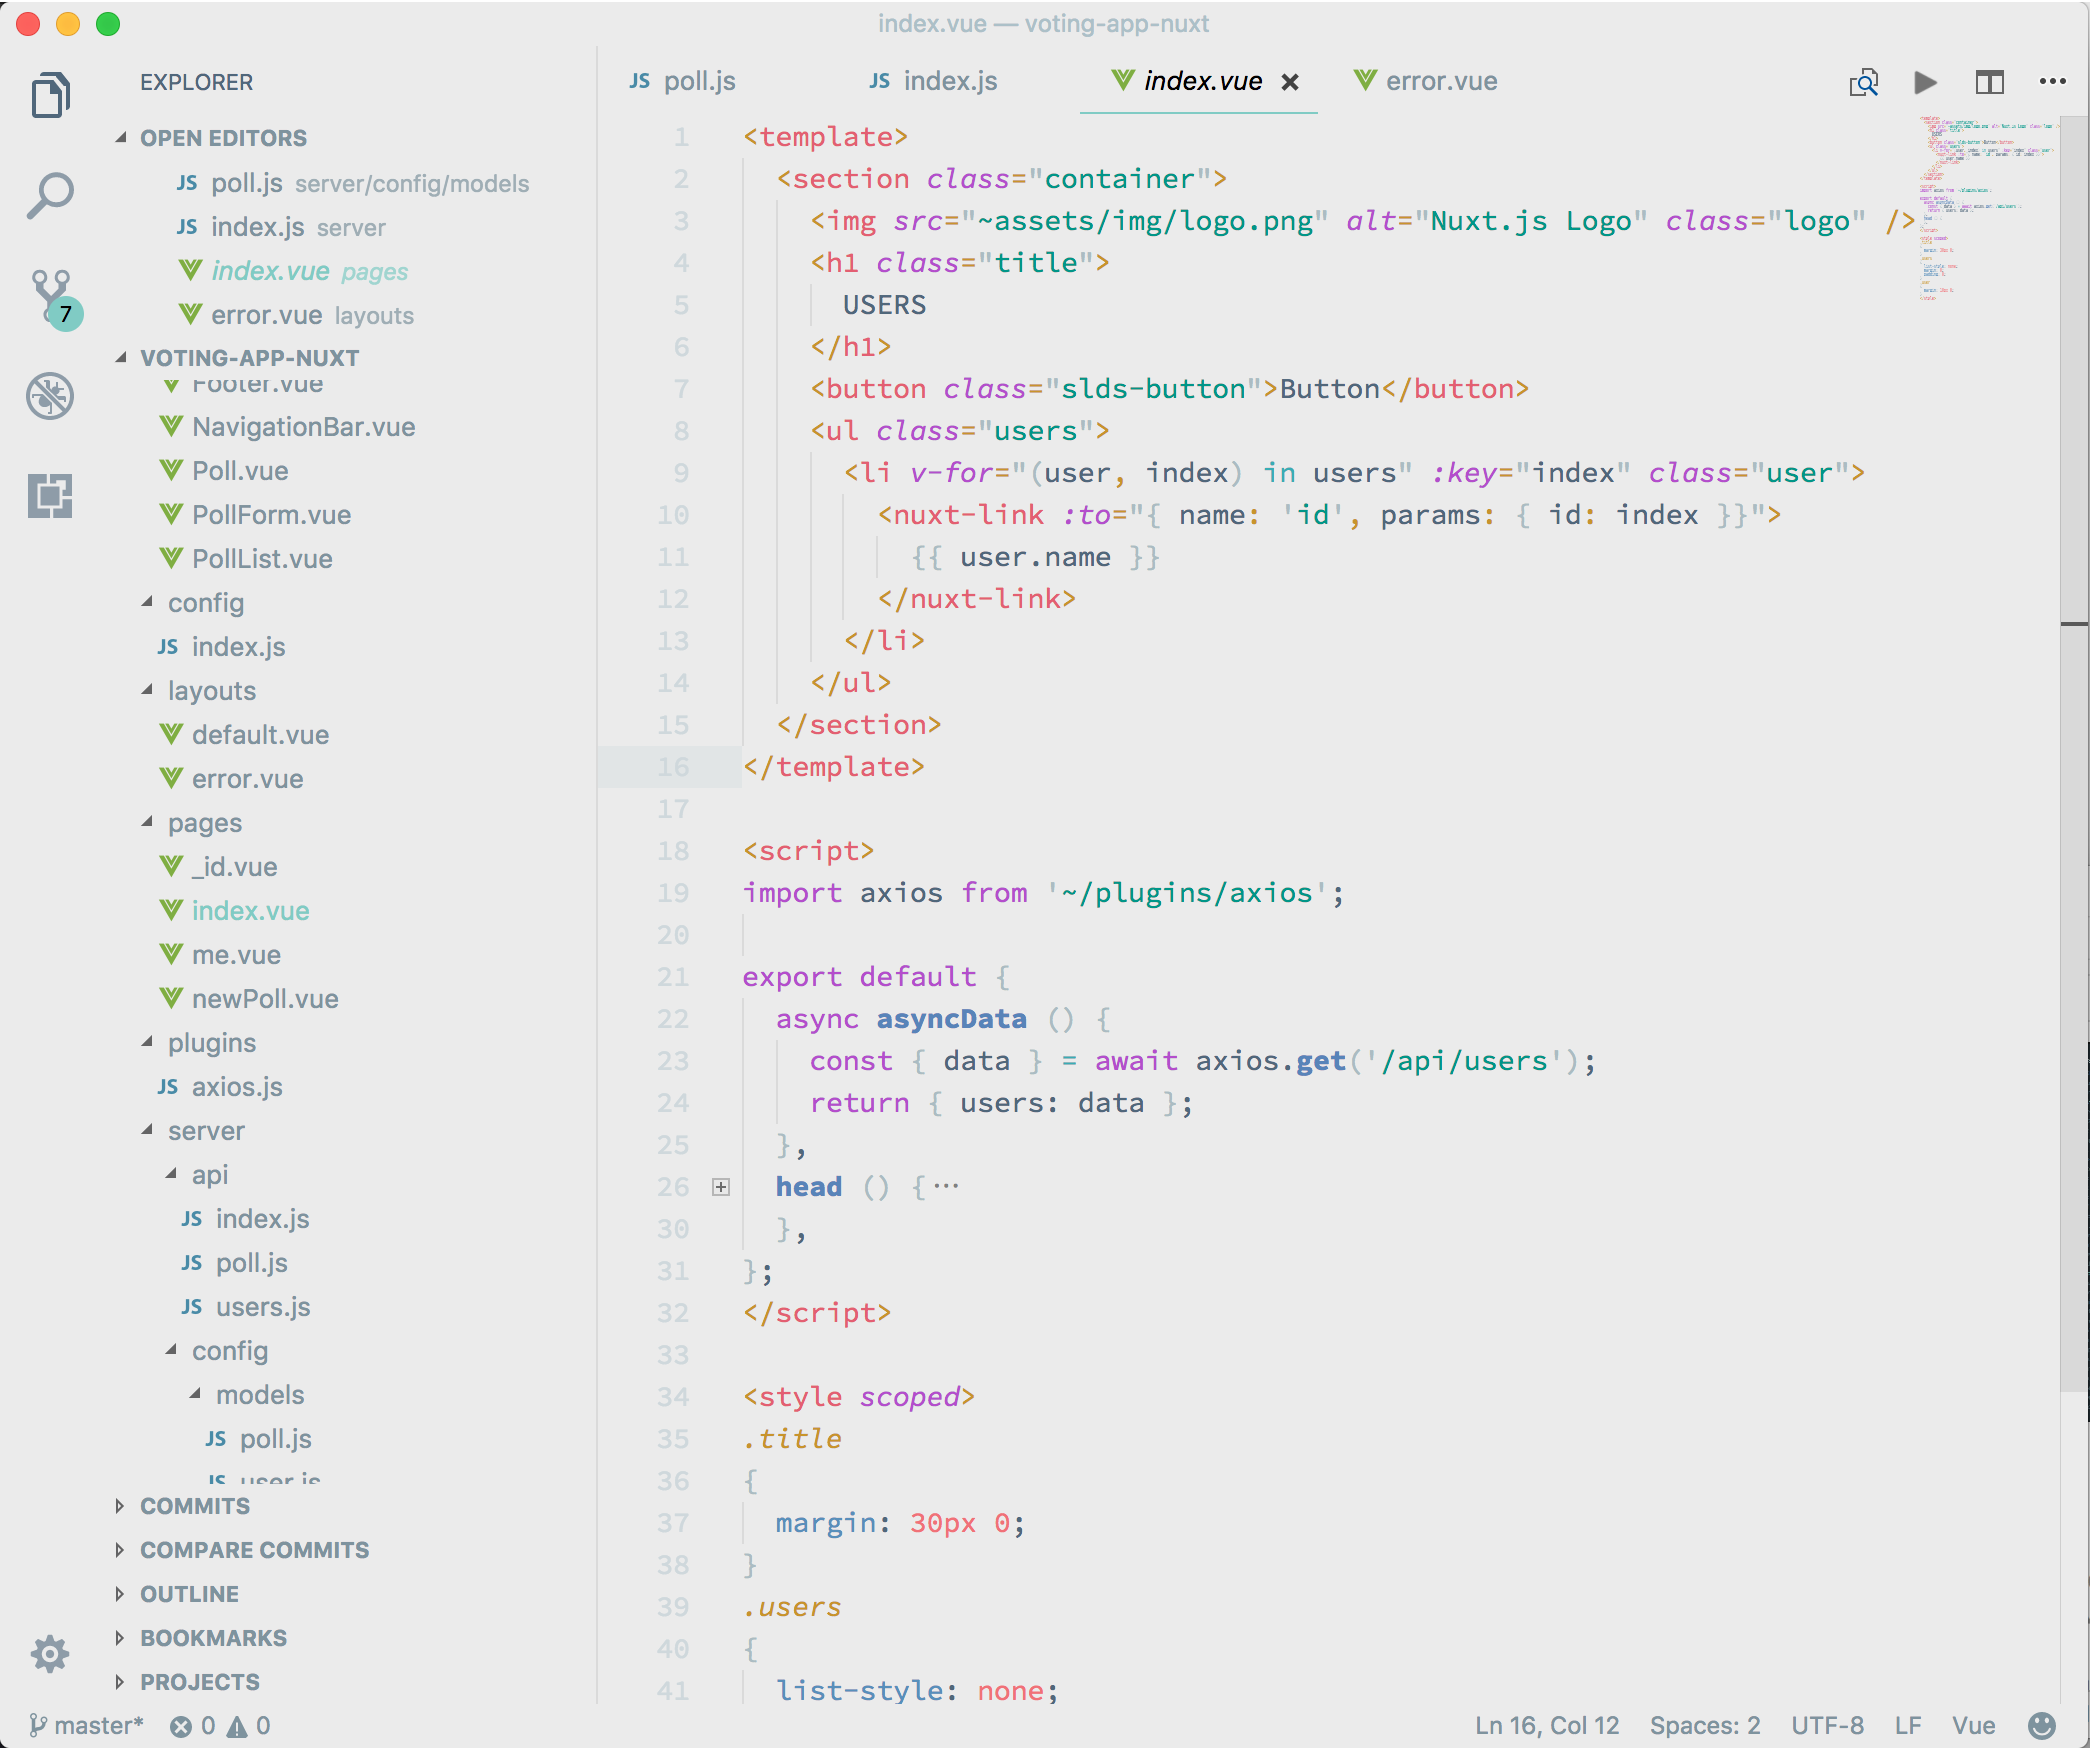 index.vue — voting-app-nuxt
EXPLORER
OPEN EDITORS
JS poll.js server/config/models
JS index.js server
index.vue pages
error.vue layouts
VOTING-APP-NUXT
Footer.vue
NavigationBar.vue
Poll.vue
PollForm.vue
PollList.vue
config
JS index.js
layouts
default.vue
error.vue
pages
_id.vue
index.vue
me.vue
newPoll.vue
plugins
JS axios.js
server
api
JS index.js
JS poll.js
JS users.js
config
models
JS poll.js
JS user.js
COMMITS
COMPARE COMMITS
OUTLINE
BOOKMARKS
PROJECTS
7
JS poll.js JS index.js index.vue × error.vue
1 <template>
2 <section class="container">
3 <img src="~assets/img/logo.png" alt="Nuxt.js Logo" class="logo" />
4 <h1 class="title">
5 USERS
6 </h1>
7 <button class="slds-button">Button</button>
8 <ul class="users">
9 <li v-for="(user, index) in users" :key="index" class="user">
10 <nuxt-link :to="{ name: 'id', params: { id: index }}">
11 {{ user.name }}
12 </nuxt-link>
13 </li>
14 </ul>
15 </section>
16 </template>
17
18 <script>
19 import axios from '~/plugins/axios';
20
21 export default {
22 async asyncData () {
23 const { data } = await axios.get('/api/users');
24 return { users: data };
25 },
26 head () {···
30 },
31 };
32 </script>
33
34 <style scoped>
35 .title
36 {
37 margin: 30px 0;
38 }
39 .users
40 {
41 list-style: none;
master* 0 0 Ln 16, Col 12 Spaces: 2 UTF-8 LF Vue